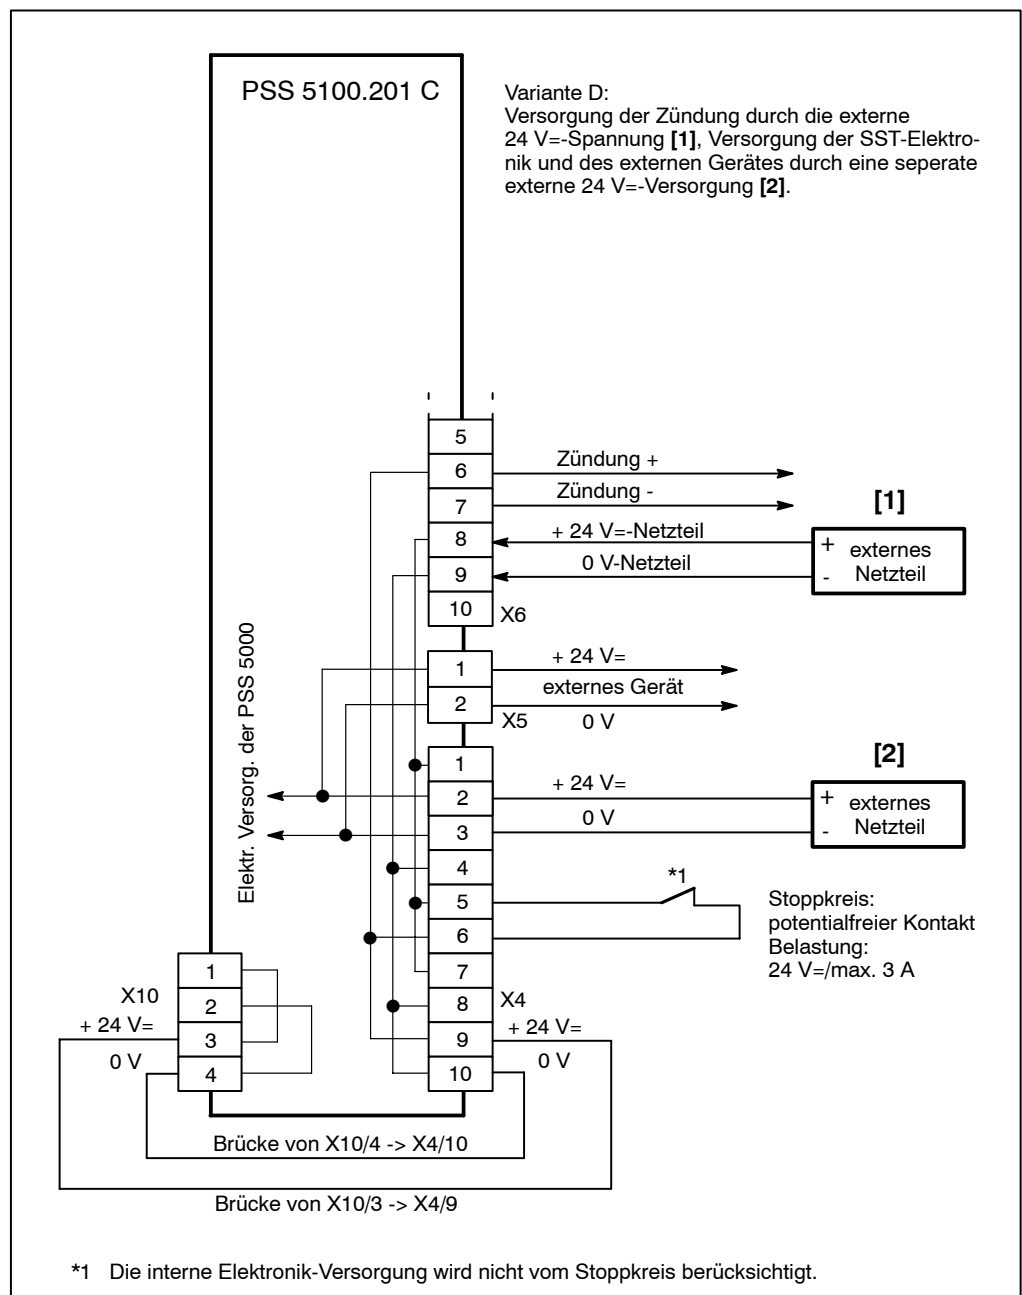 PSS 5100.201 C
Variante D:
Versorgung der Zündung durch die externe
24 V=-Spannung [1], Versorgung der SST-Elektro-
nik und des externen Gerätes durch eine seperate
externe 24 V=-Versorgung [2].
5
6
7
8
9
10
X6
Zündung +
Zündung -
+ 24 V=-Netzteil
0 V-Netzteil
[1]
+ externes
- Netzteil
1
2
X5
+ 24 V=
externes Gerät
0 V
Elektr. Versorg. der PSS 5000
1
2
3
4
5
6
7
8
9
10
X4
+ 24 V=
0 V
[2]
+ externes
- Netzteil
*1
Stoppkreis:
potentialfreier Kontakt
Belastung:
24 V=/max. 3 A
X10
1
2
3
4
+ 24 V=
0 V
+ 24 V=
0 V
Brücke von X10/4 -> X4/10
Brücke von X10/3 -> X4/9
*1 Die interne Elektronik-Versorgung wird nicht vom Stoppkreis berücksichtigt.